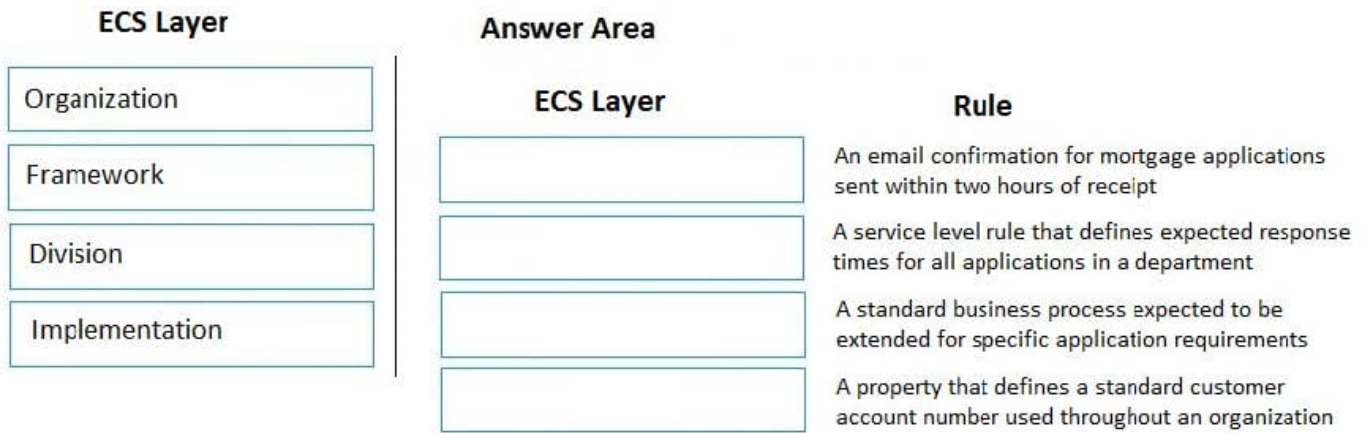 ECS Layer
Answer Area
Organization
Framework
Division
Implementation
ECS Layer
Rule
An email confirmation for mortgage applications
sent within two hours of receipt
A service level rule that defines expected response
times for all applications in a department
A standard business process expected to be
extended for specific application requirements
A property that defines a standard customer
account number used throughout an organization